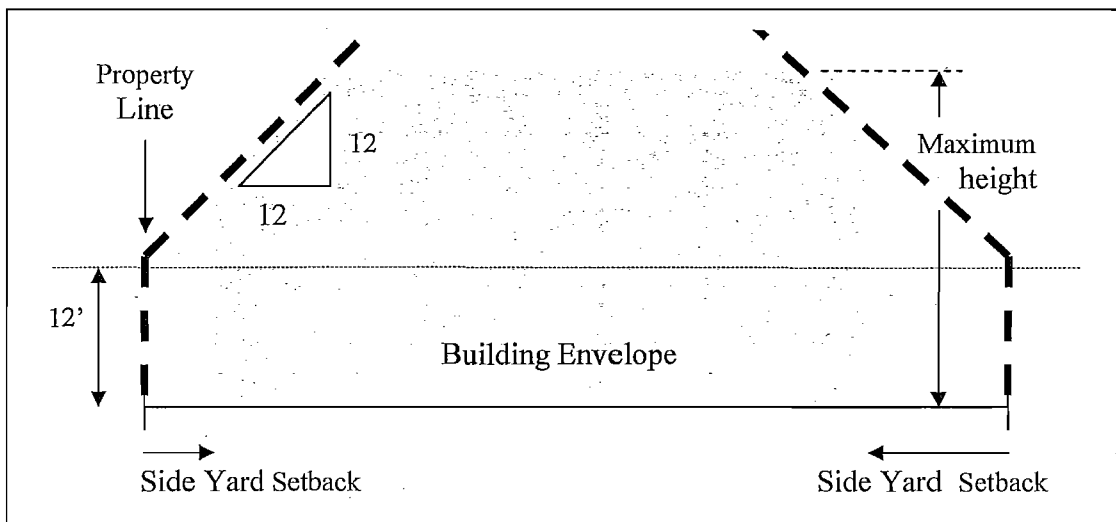 Property
Line
12
12
Maximum
height
12’
Building Envelope
Side Yard Setback
Side Yard Setback